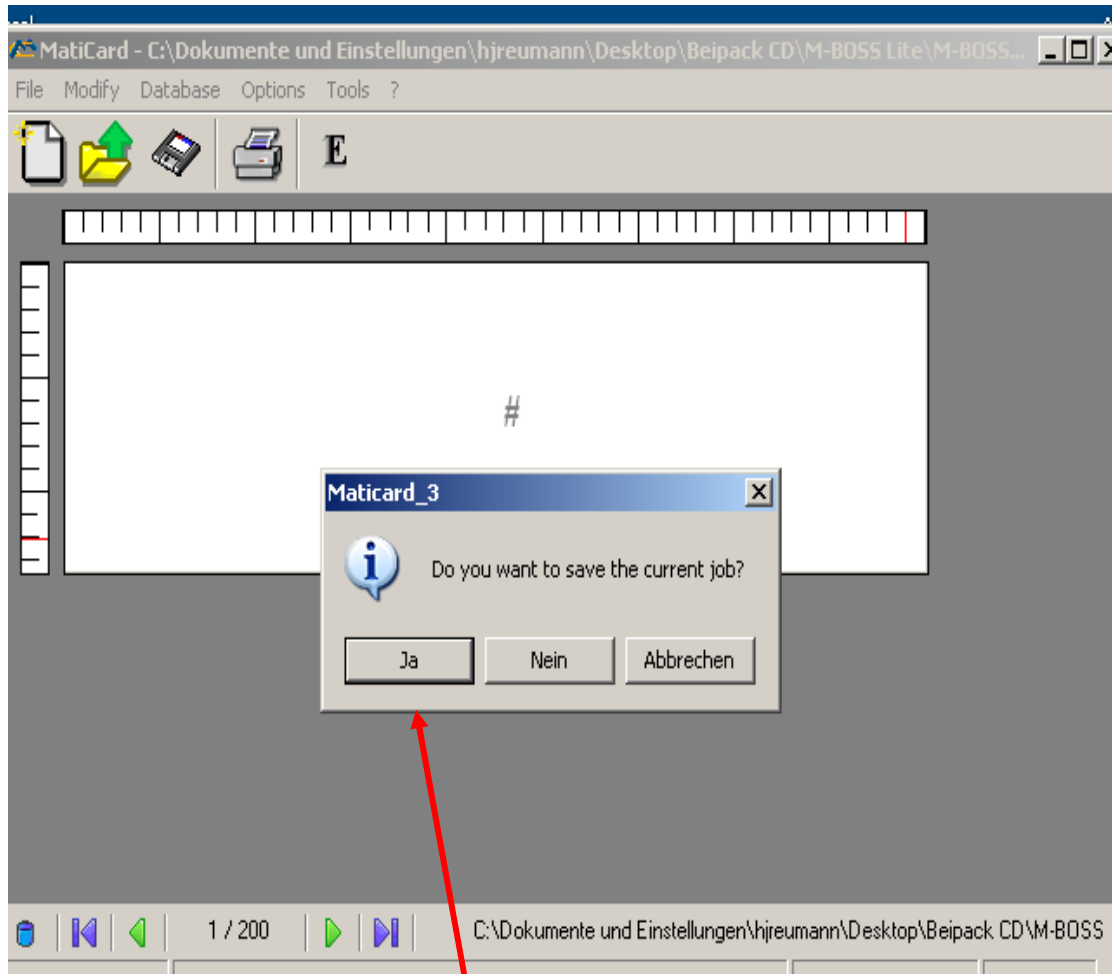 MatiCard - C:\Dokumente und Einstellungen\hjreumann\Desktop\Beipack CD\M-BOSS Lite\M-BOSS...
File Modify Database Options Tools ?
E
#
Maticard_3
Do you want to save the current job?
Ja Nein Abbrechen
1 / 200 C:\Dokumente und Einstellungen\hjreumann\Desktop\Beipack CD\M-BOSS